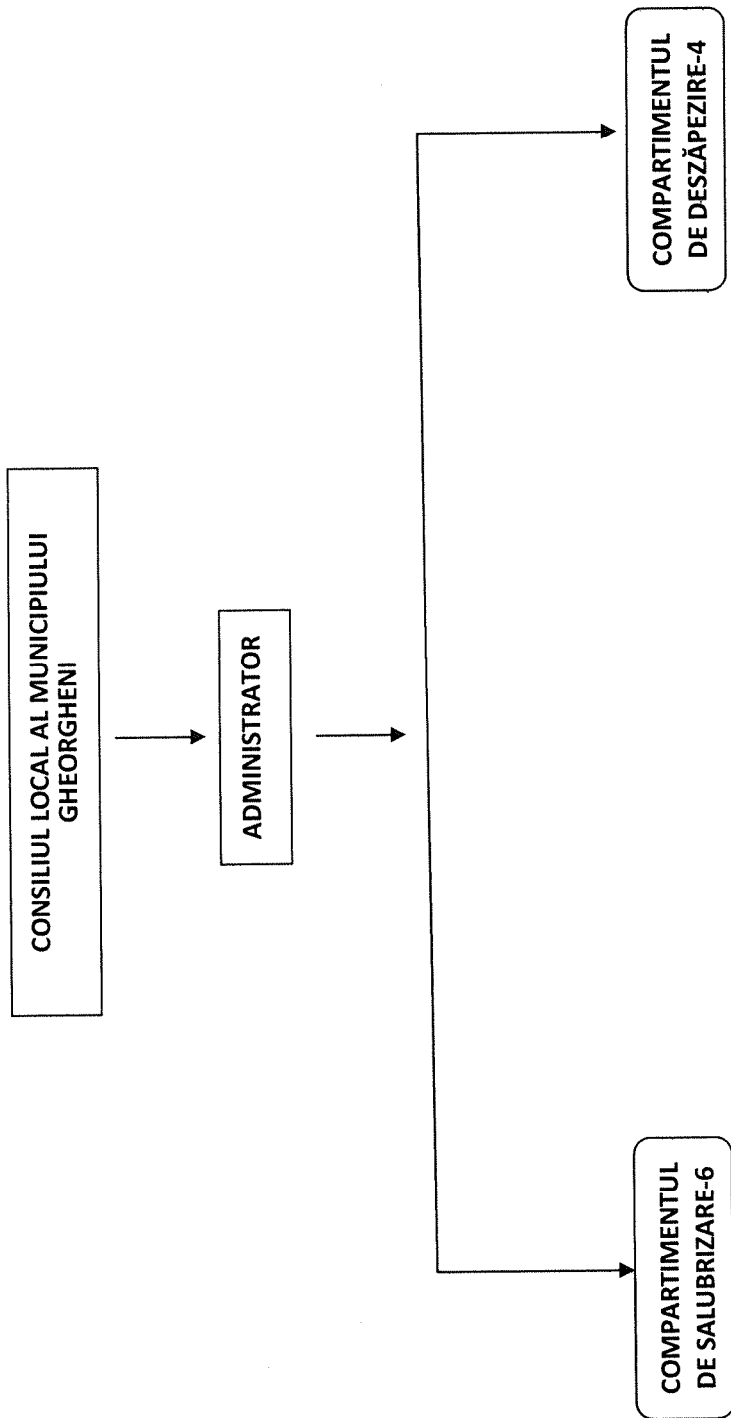 CONSILIUL LOCAL AL MUNICIPIULUI
GHEORGHENI
ADMINISTRATOR
COMPARTIMENTUL
DE SALUBRIZARE-6
COMPARTIMENTUL
DE DESZĂPEZIRE-4